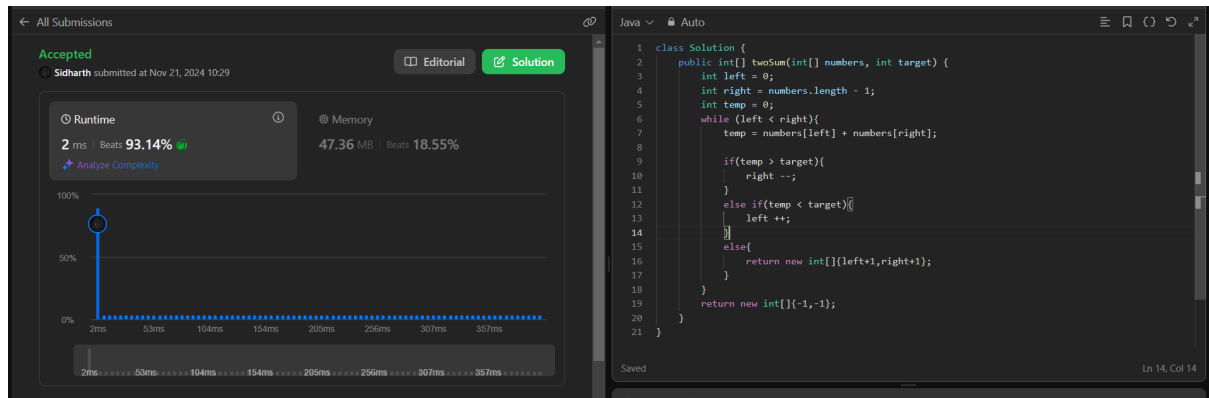 All Submissions
Accepted
Sidharth submitted at Nov 21, 2024 10:29
Editorial
Solution
Runtime
2 ms | Beats 93.14%
Analyze Complexity
Memory
47.36 MB | Beats 18.55%
100%
50%
0%
2ms 53ms 104ms 154ms 205ms 256ms 307ms 357ms
2ms 53ms 104ms 154ms 205ms 256ms 307ms 357ms
Java Auto
1 class Solution {
2 public int[] twoSum(int[] numbers, int target) {
3 int left = 0;
4 int right = numbers.length - 1;
5 int temp = 0;
6 while (left < right){
7 temp = numbers[left] + numbers[right];
8
9 if(temp > target){
10 right --;
11 }
12 else if(temp < target){
13 left ++;
14 }
15 else{
16 return new int[]{left+1,right+1};
17 }
18 }
19 return new int[]{-1,-1};
20 }
21 }
Saved
Ln 14, Col 14